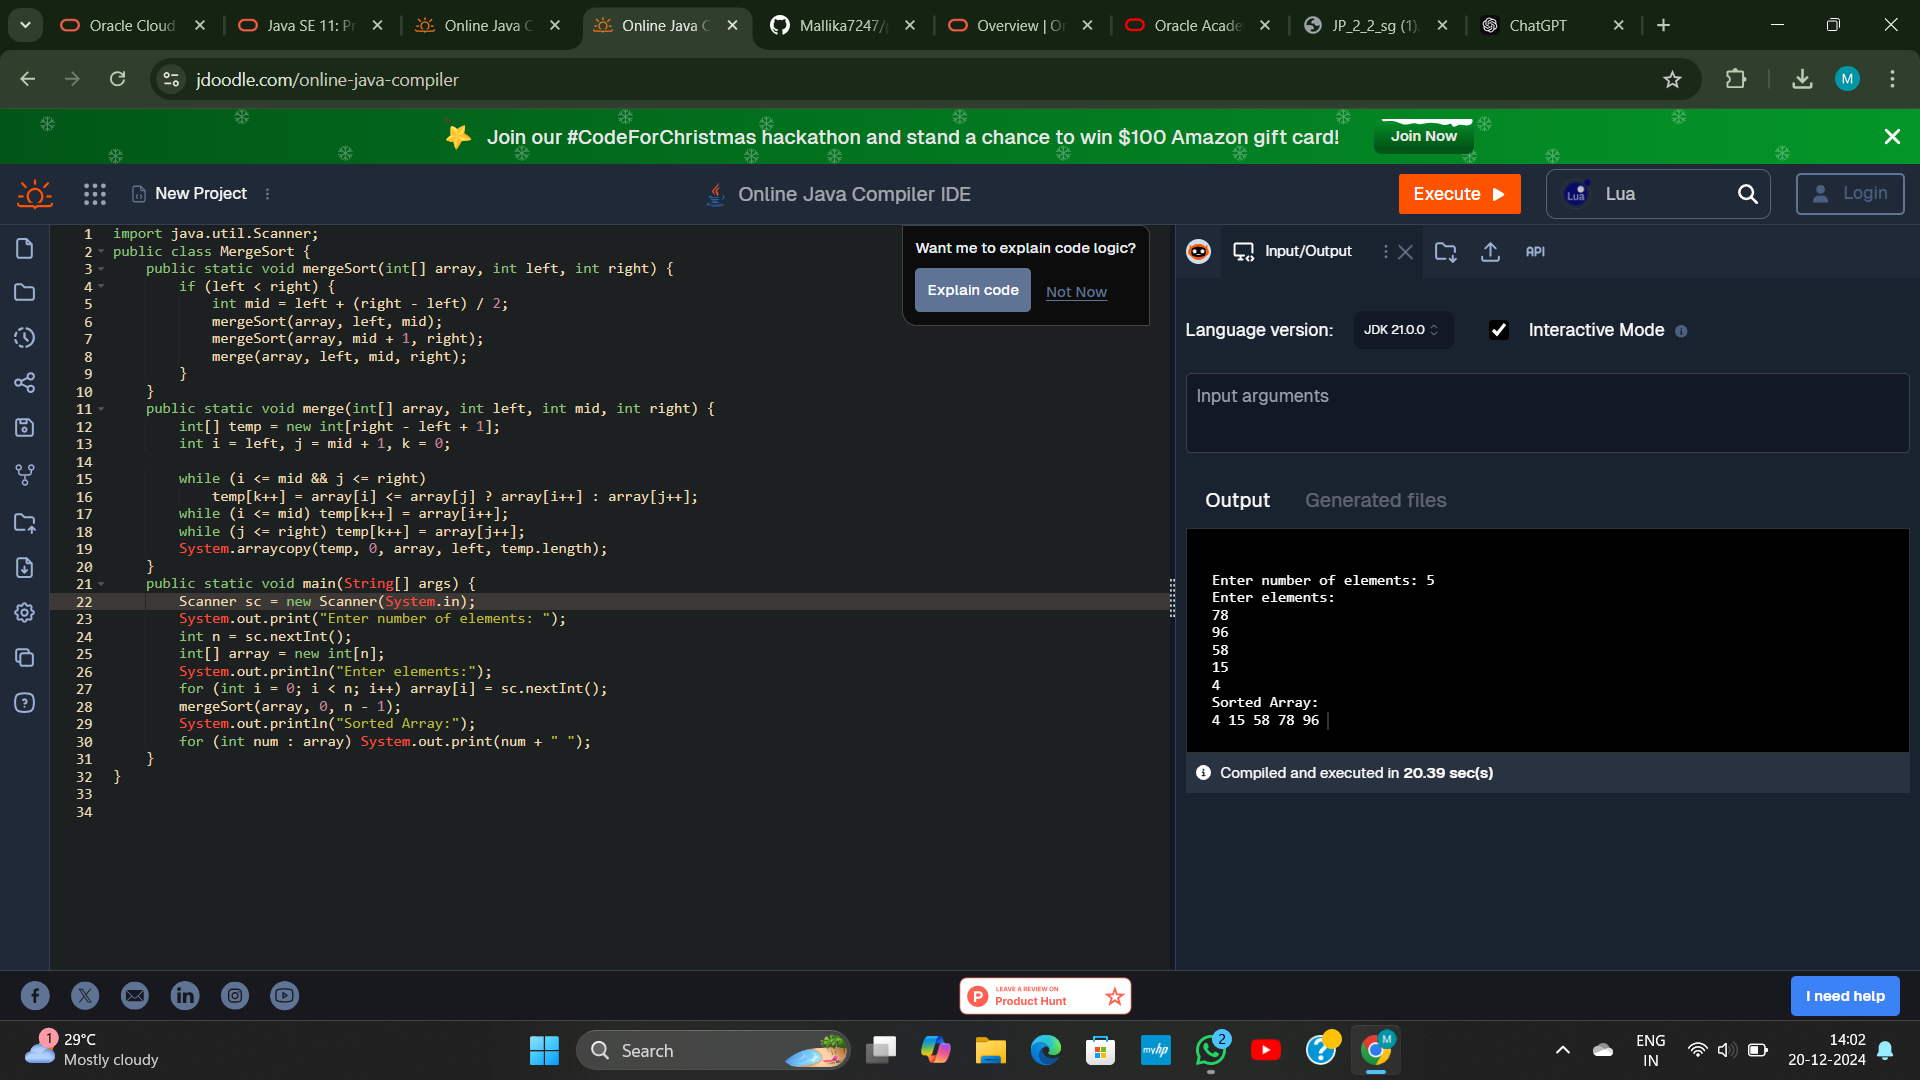 Oracle Cloud
Java SE 11: Pr
Online Java C
Online Java C
Mallika7247/p
Overview | Or
Oracle Acade
JP_2_2_sg (1).
ChatGPT
jdoodle.com/online-java-compiler
M
Join our #CodeForChristmas hackathon and stand a chance to win $100 Amazon gift card!
Join Now
New Project
Online Java Compiler IDE
Execute
Lua
Lua
Login
1 import java.util.Scanner;
2 public class MergeSort {
3     public static void mergeSort(int[] array, int left, int right) {
4         if (left < right) {
5             int mid = left + (right - left) / 2;
6             mergeSort(array, left, mid);
7             mergeSort(array, mid + 1, right);
8             merge(array, left, mid, right);
9         }
10     }
11     public static void merge(int[] array, int left, int mid, int right) {
12         int[] temp = new int[right - left + 1];
13         int i = left, j = mid + 1, k = 0;
14
15         while (i <= mid && j <= right)
16             temp[k++] = array[i] <= array[j] ? array[i++] : array[j++];
17         while (i <= mid) temp[k++] = array[i++];
18         while (j <= right) temp[k++] = array[j++];
19         System.arraycopy(temp, 0, array, left, temp.length);
20     }
21     public static void main(String[] args) {
22         Scanner sc = new Scanner(System.in);
23         System.out.print("Enter number of elements: ");
24         int n = sc.nextInt();
25         int[] array = new int[n];
26         System.out.println("Enter elements:");
27         for (int i = 0; i < n; i++) array[i] = sc.nextInt();
28         mergeSort(array, 0, n - 1);
29         System.out.println("Sorted Array:");
30         for (int num : array) System.out.print(num + " ");
31     }
32 }
33
34
Want me to explain code logic?
Explain code
Not Now
Input/Output
API
Language version:
JDK 21.0.0
Interactive Mode
Input arguments
Output
Generated files
Enter number of elements: 5
Enter elements:
78
96
58
15
4
Sorted Array:
4 15 58 78 96
Compiled and executed in 20.39 sec(s)
LEAVE A REVIEW ON
Product Hunt
I need help
1
29°C
Mostly cloudy
Search
myhp
2
M
ENG
IN
14:02
20-12-2024